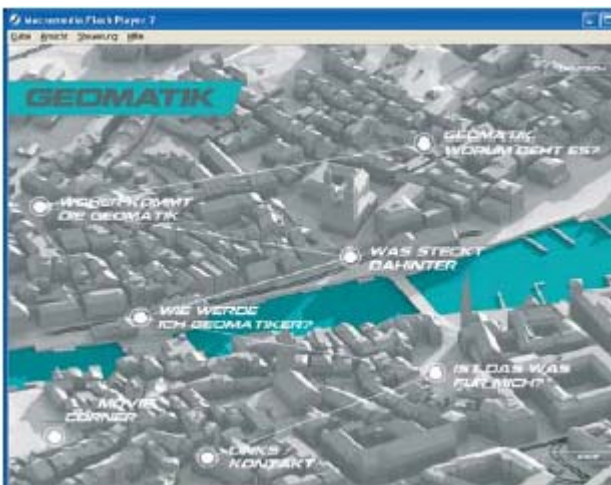 Macromedia Flash Player 7
Datei Ansicht Steuerung Hilfe
GEOMATIK
GEOMATIK,
WORUM GEHT ES?
WOHER KOMMT
DIE GEOMATIK
WAS STECKT
DAHINTER
WIE WERDE
ICH GEOMATIKER?
IST DAS WAS
FÜR MICH?
MOVIE
CORNER
LINKS
KONTAKT